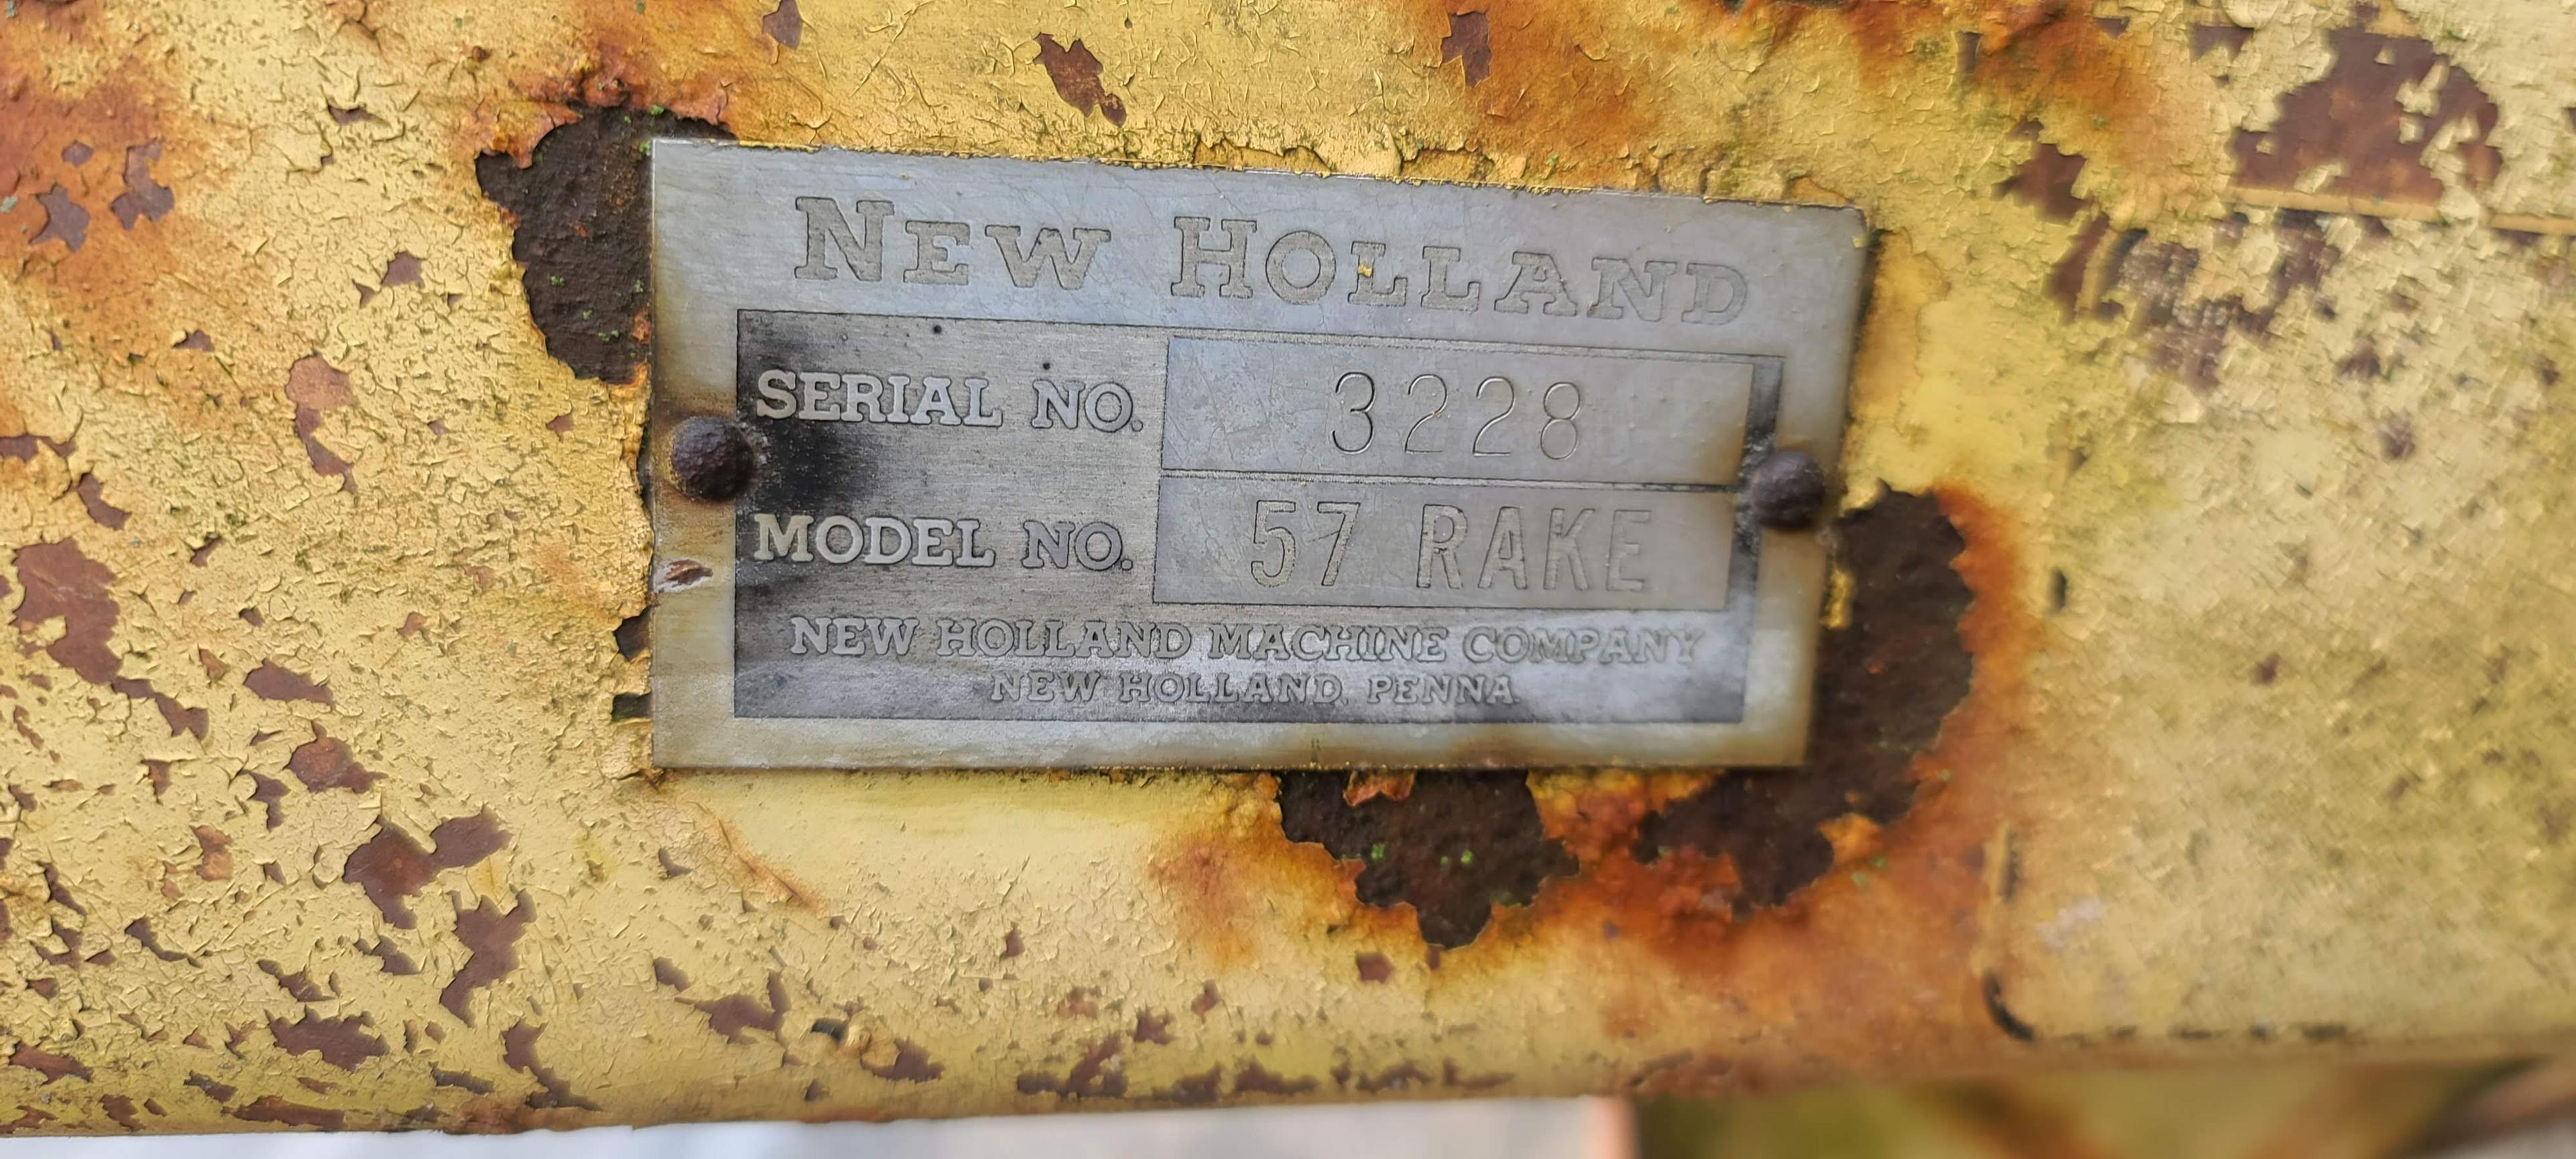 NEW HOLLAND
SERIAL NO. 3228
MODEL NO. 57 RAKE
NEW HOLLAND MACHINE COMPANY
NEW HOLLAND, PENNA.